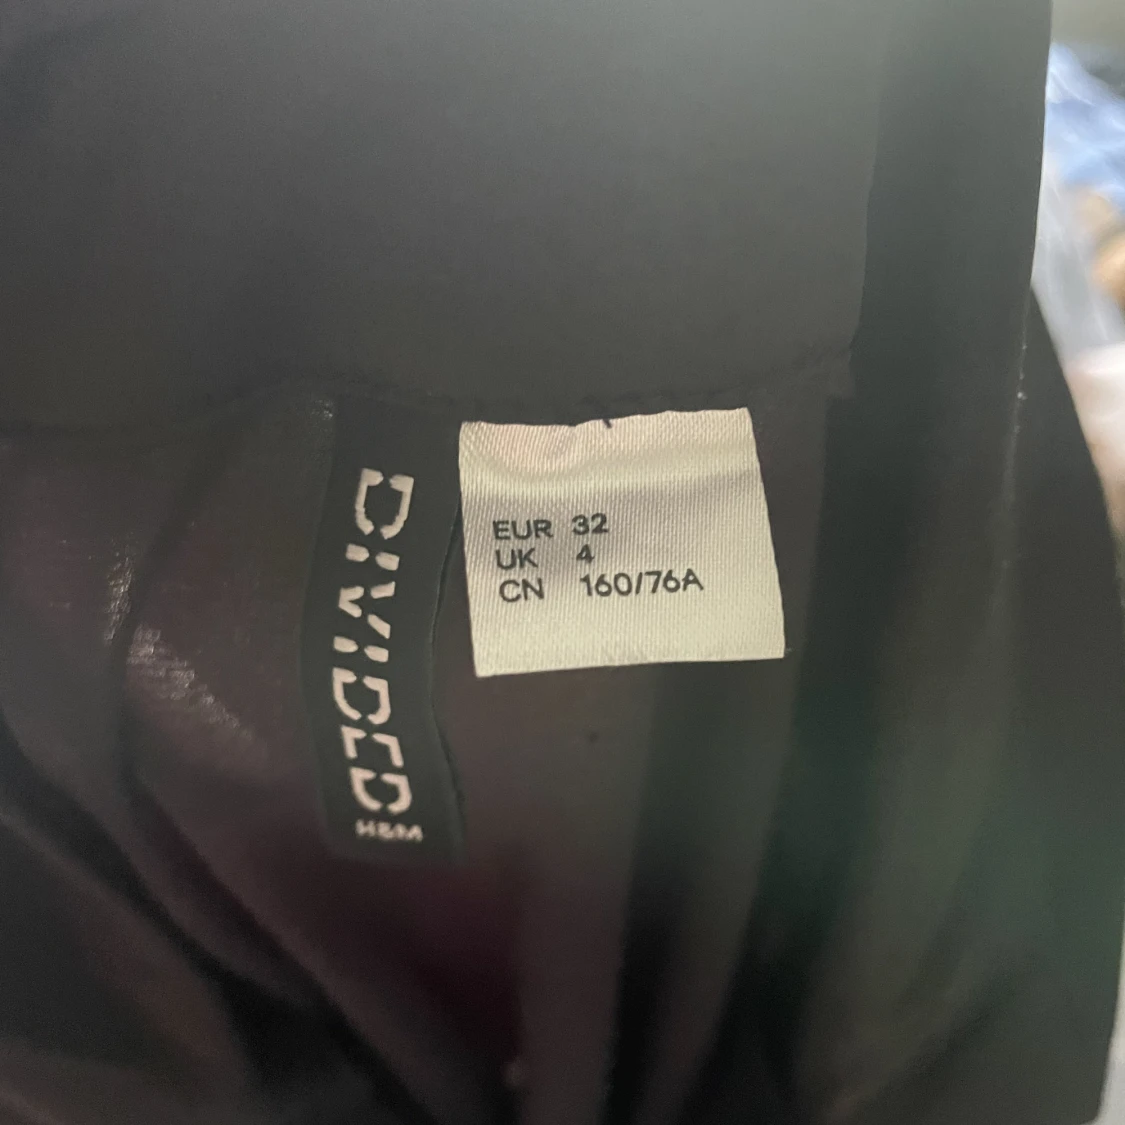 DIVIDED
H&M
EUR 32
UK 4
CN 160/76A